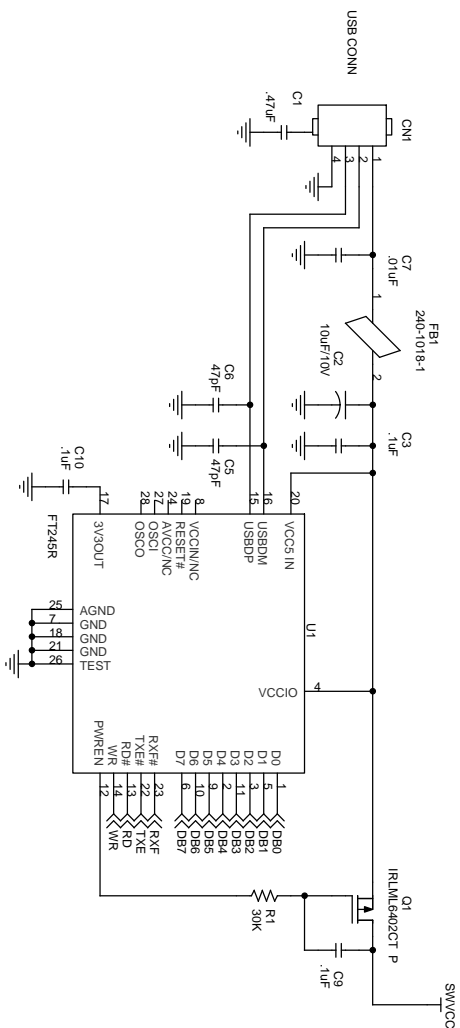 USB CONN
CN1
1
2
3
4
C1
.47uF
C7
.01uF
1
FB1
240-1018-1
2
C2
10uF/10V
C3
.1uF
C6
47pF
C5
47pF
C10
.1uF
U1
FT245R
20 VCC5 IN
16 USBDM
15 USBDP
8 VCCIN/NC
19 RESET#
24 AVCC/NC
27 OSCI
28 OSCO
17 3V3OUT
25 AGND
7 GND
18 GND
21 GND
26 TEST
VCCIO 4
D0 1 DB0
D1 5 DB1
D2 3 DB2
D3 11 DB3
D4 2 DB4
D5 9 DB5
D6 10 DB6
D7 6 DB7
RXF# 23 RXF
TXE# 22 TXE
RD# 13 RD
WR 14 WR
PWREN 12
R1
30K
Q1
IRLML6402CT P
C9
.1uF
SWVCC